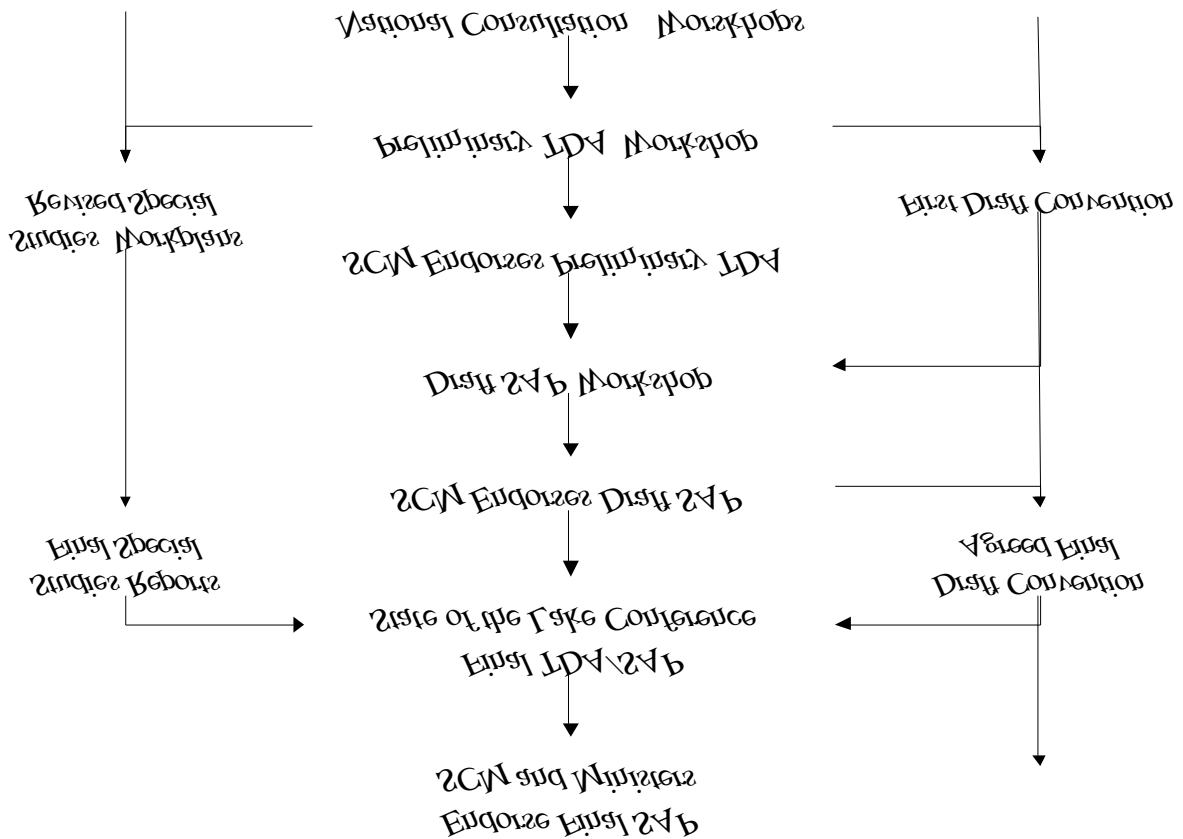 National Consultation Worskhops
Preliminary TDA Workshop
Revised Special
Studies Workplans
First Draft Convention
SCM Endorses Preliminary TDA
Draft SAP Workshop
SCM Endorses Draft SAP
Final Special
Studies Reports
Agreed Final
Draft Convention
State of the Lake Conference
Final TDA/SAP
SCM and Ministers
Endorse Final SAP